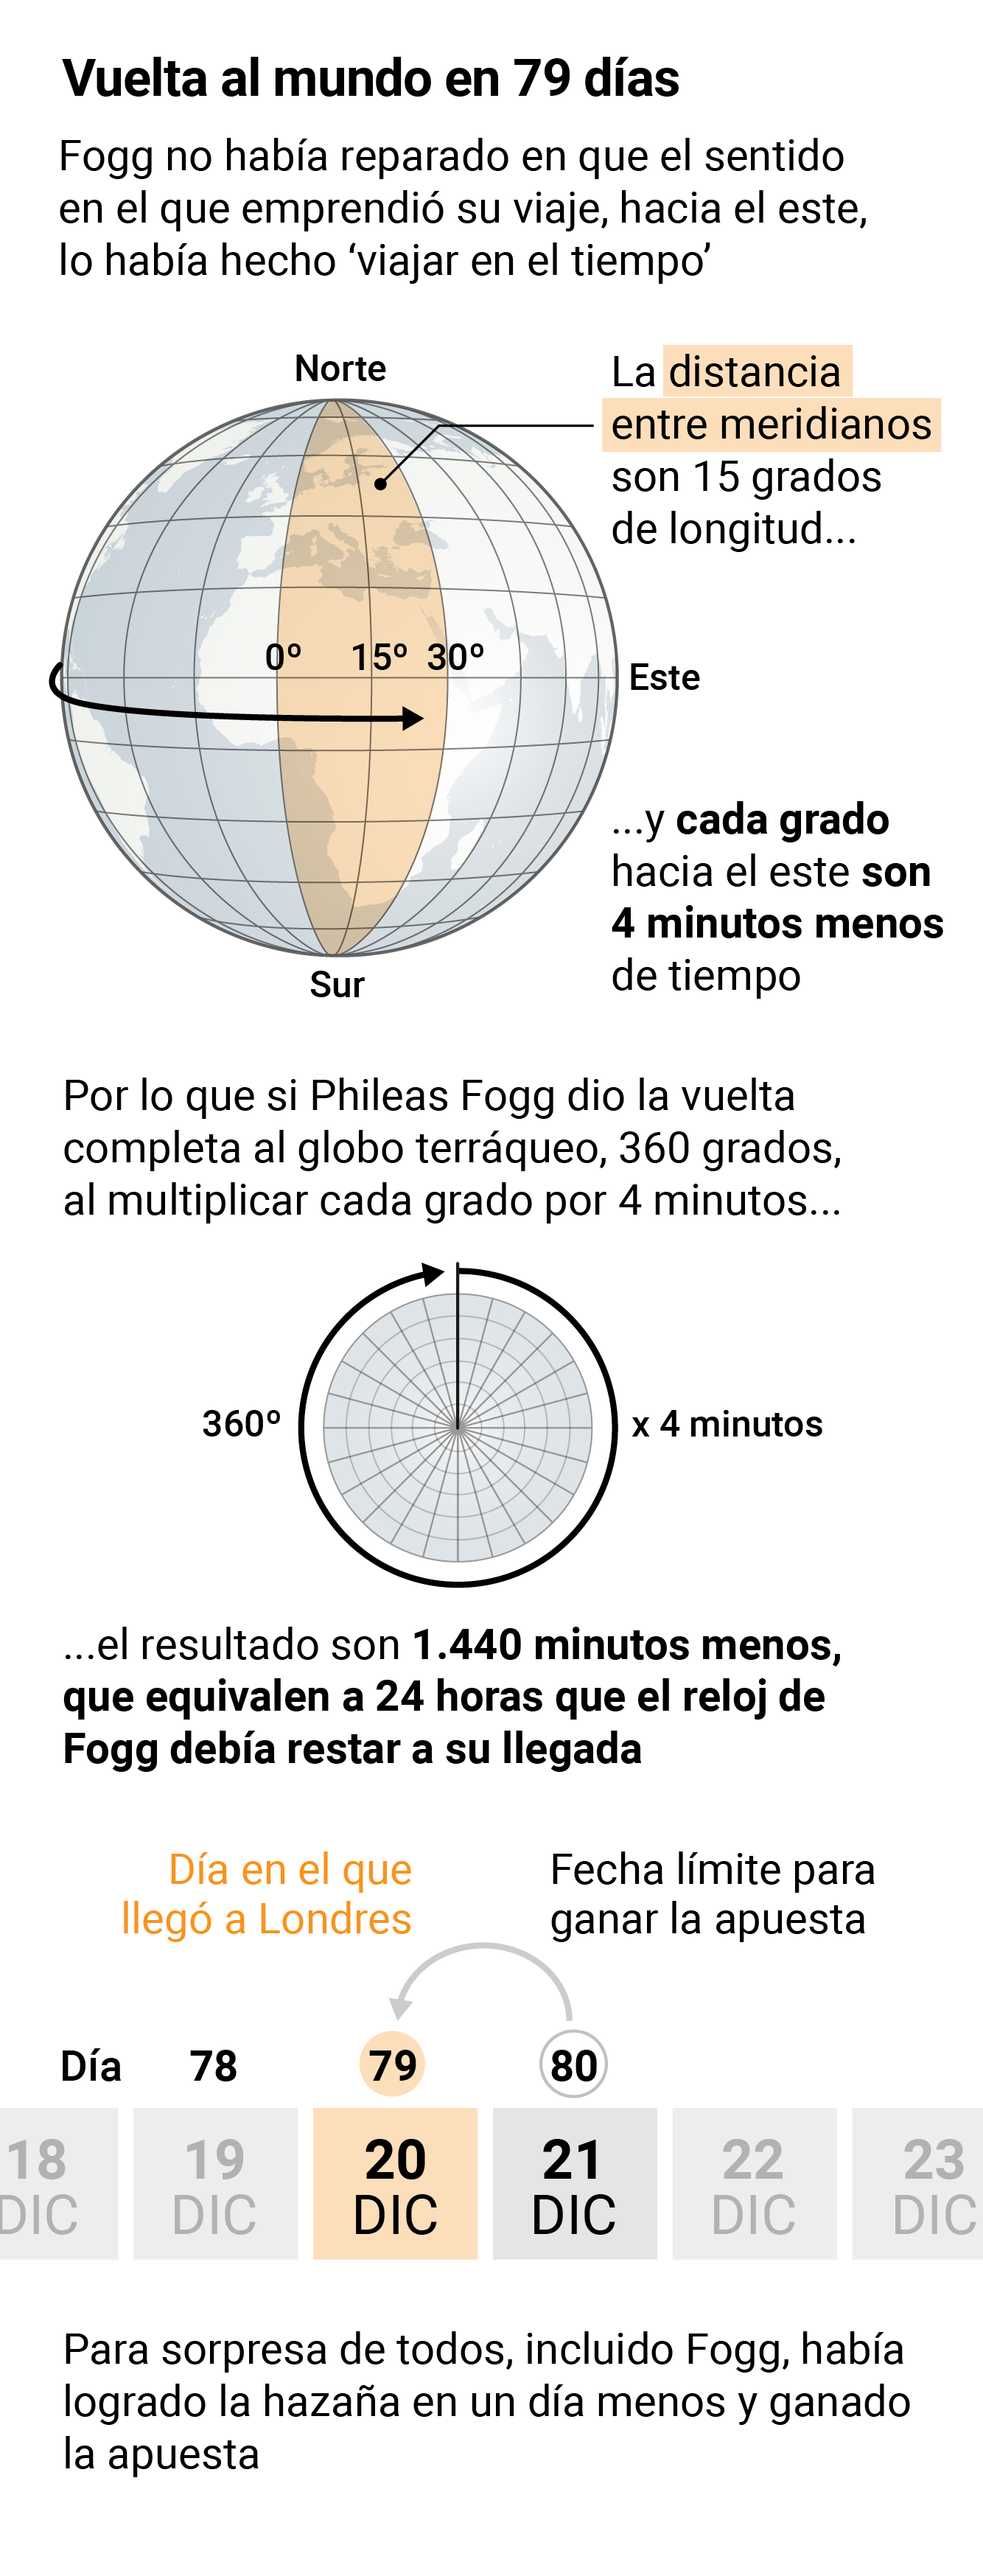 Vuelta al mundo en 79 días
Fogg no había reparado en que el sentido
en el que emprendió su viaje, hacia el este,
lo había hecho ‘viajar en el tiempo’
Norte
La distancia
entre meridianos
son 15 grados
de longitud...
0º 15º 30º
Este
...y cada grado
hacia el este son
4 minutos menos
de tiempo
Sur
Por lo que si Phileas Fogg dio la vuelta
completa al globo terráqueo, 360 grados,
al multiplicar cada grado por 4 minutos...
360º
x 4 minutos
...el resultado son 1.440 minutos menos,
que equivalen a 24 horas que el reloj de
Fogg debía restar a su llegada
Día en el que
llegó a Londres
Fecha límite para
ganar la apuesta
Día 78 79 80
18 19 20 21 22 23
DIC DIC DIC DIC DIC DIC
Para sorpresa de todos, incluido Fogg, había
logrado la hazaña en un día menos y ganado
la apuesta